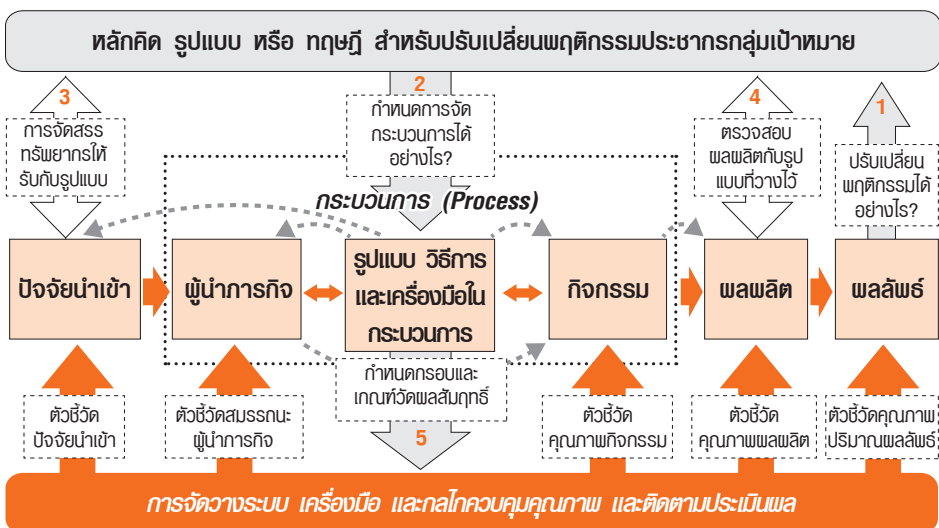 หลักคิด รูปแบบ หรือ ทฤษฎี สำหรับปรับเปลี่ยนพฤติกรรมประชากรกลุ่มเป้าหมาย
3
การจัดสรร
ทรัพยากรให้
รับกับรูปแบบ
2
กำหนดการจัด
กระบวนการได้
อย่างไร?
4
ตรวจสอบ
ผลผลิตกับรูป
แบบที่วางไว้
1
ปรับเปลี่ยน
พฤติกรรมได้
อย่างไร?
กระบวนการ (Process)
ปัจจัยนำเข้า
ผู้นำภารกิจ
รูปแบบ วิธีการ
และเครื่องมือใน
กระบวนการ
กิจกรรม
ผลผลิต
ผลลัพธ์
กำหนดกรอบและ
เกณฑ์วัดผลสัมฤทธิ์
5
ตัวชี้วัด
ปัจจัยนำเข้า
ตัวชี้วัดสมรรถนะ
ผู้นำภารกิจ
ตัวชี้วัด
คุณภาพกิจกรรม
ตัวชี้วัด
คุณภาพผลผลิต
ตัวชี้วัดคุณภาพ
ปริมาณผลลัพธ์
การจัดวางระบบ เครื่องมือ และกลไกควบคุมคุณภาพ และติดตามประเมินผล